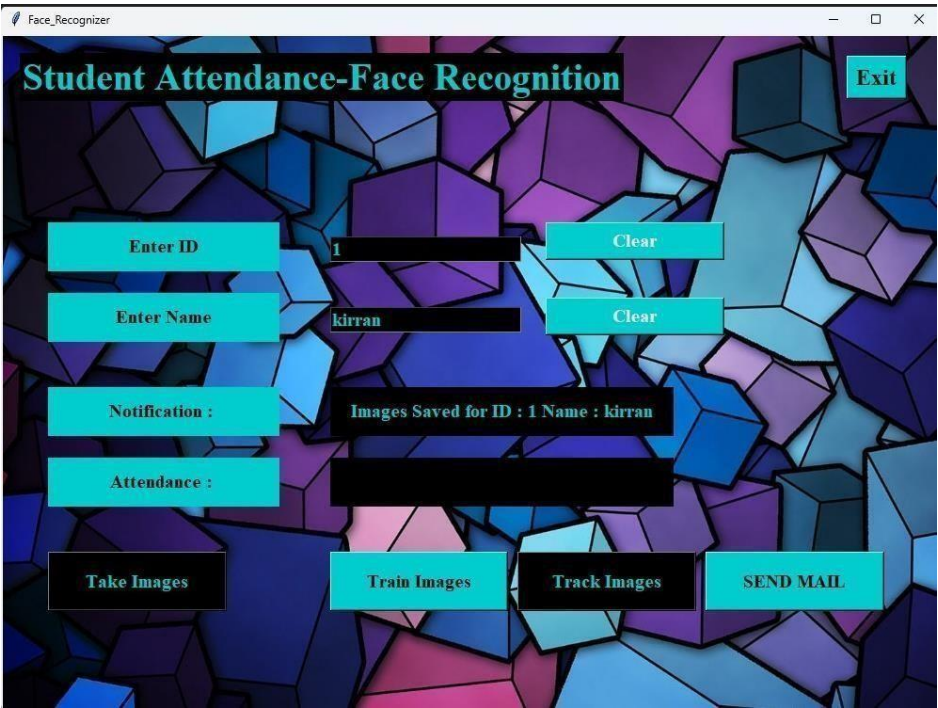 Face_Recognizer
Student Attendance-Face Recognition
Exit
Enter ID
1
Clear
Enter Name
kirran
Clear
Notification :
Images Saved for ID : 1 Name : kirran
Attendance :
Take Images
Train Images
Track Images
SEND MAIL